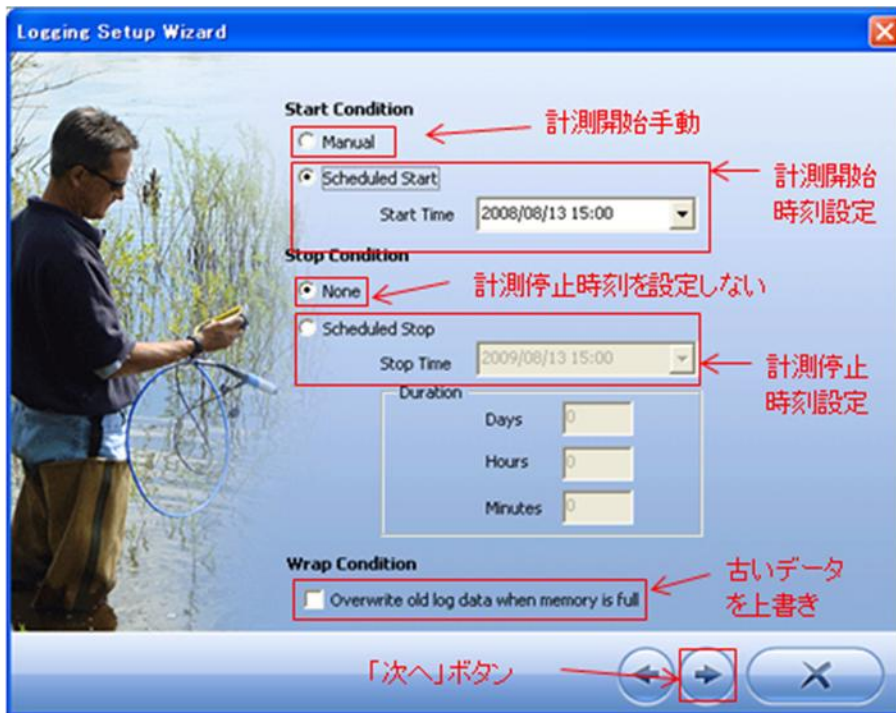 Logging Setup Wizard
Start Condition
Manual
計測開始手動
Scheduled Start
計測開始
時刻設定
Start Time 2008/08/13 15:00
Stop Condition
None
計測停止時刻を設定しない
Scheduled Stop
Stop Time 2009/08/13 15:00
計測停止
時刻設定
Duration
Days 0
Hours 0
Minutes 0
Wrap Condition
古いデータ
を上書き
Overwrite old log data when memory is full
「次へ」ボタン